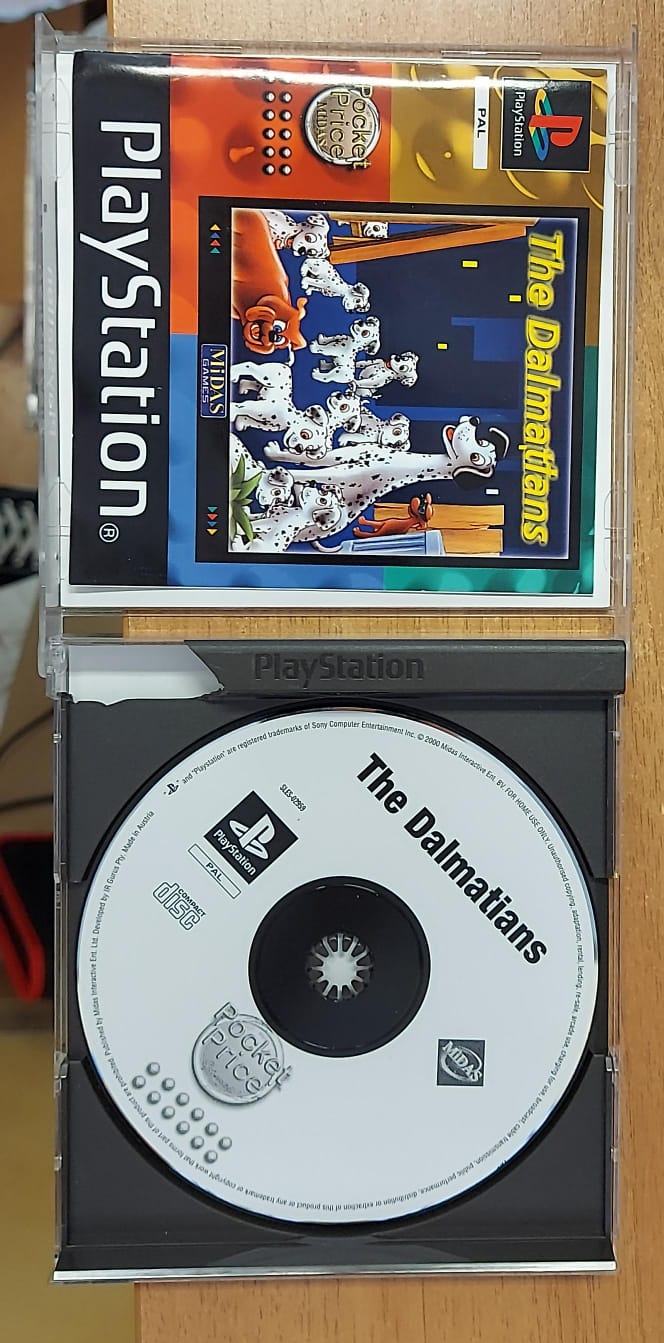 PlayStation
PAL
Pocket
Price
MIDAS
The Dalmatians
MiDAS
GAMES
PlayStation®
PlayStation
The Dalmatians
SLES-02959
PlayStation
PAL
COMPACT
disc
Pocket
Price
MiDAS
"PS" and "PlayStation" are registered trademarks of Sony Computer Entertainment Inc. © 2000 Midas Interactive Ent. BV. FOR HOME USE ONLY. Unauthorised copying, adaptation, rental, lending, re-sale, arcade use, charging for use, broadcast, cable transmission, public performance, distribution or extraction of this product or any trademark or copyright work that forms part of this product are prohibited. Published by Midas Interactive Ent. Ltd. Developed by IR Gurus Pty. Made in Austria